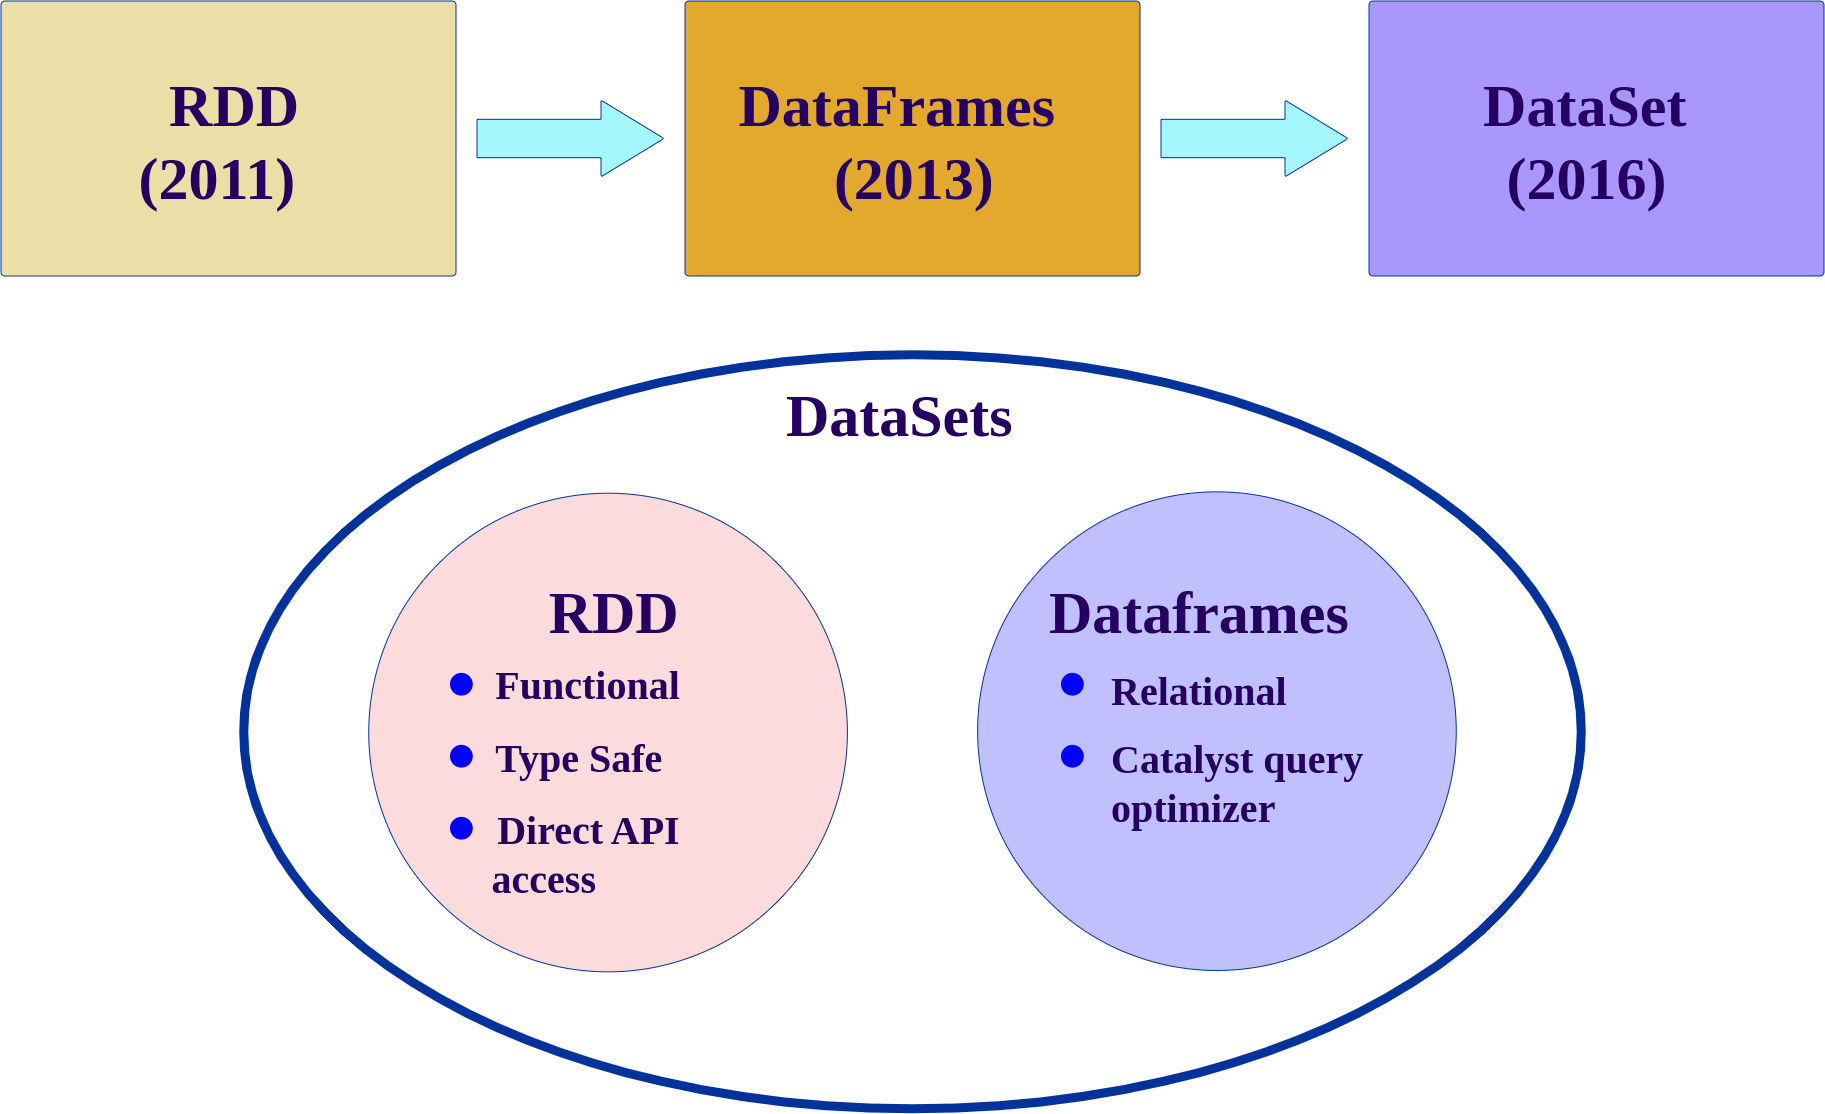 RDD
(2011)
DataFrames
(2013)
DataSet
(2016)
DataSets
RDD
Functional
Type Safe
Direct API
access
Dataframes
Relational
Catalyst query
optimizer